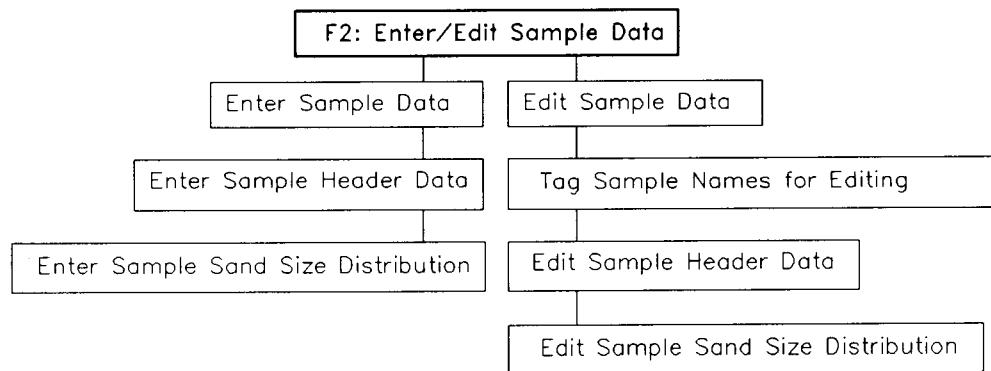 F2: Enter/Edit Sample Data
Enter Sample Data
Edit Sample Data
Enter Sample Header Data
Tag Sample Names for Editing
Enter Sample Sand Size Distribution
Edit Sample Header Data
Edit Sample Sand Size Distribution